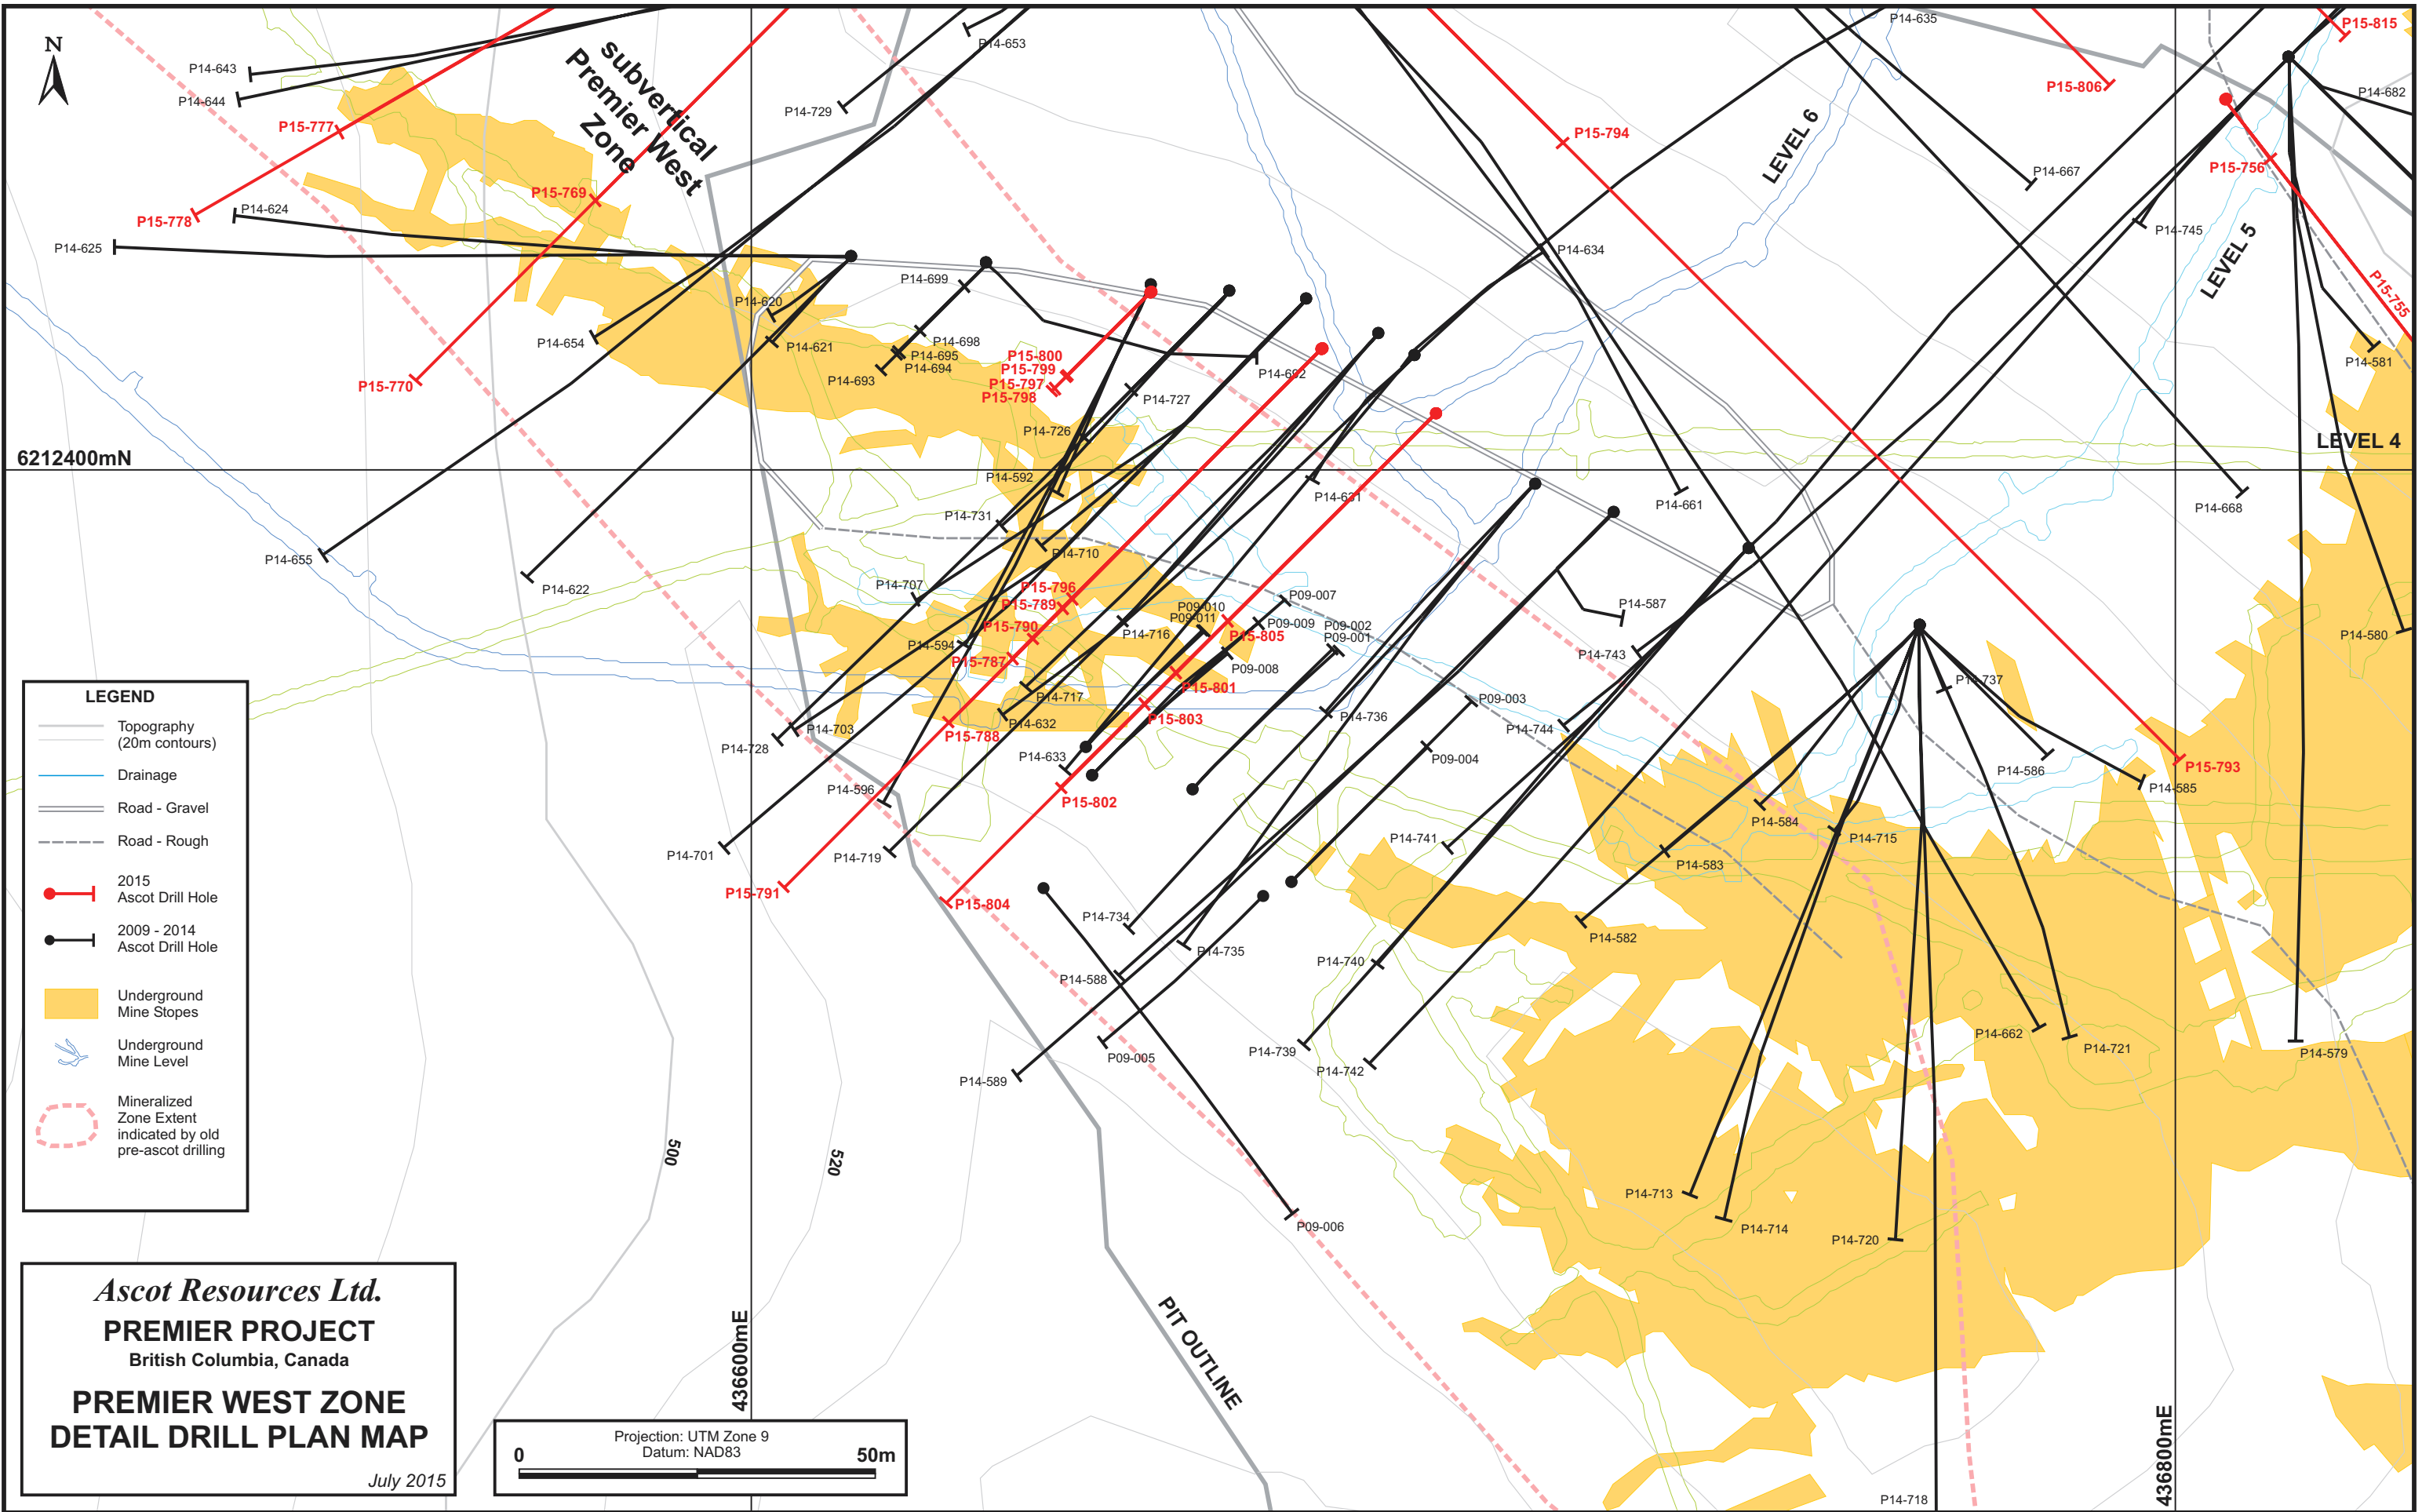 N
P14-643
P14-644
P15-777
P15-778
P14-624
P14-625
P15-769
P15-770
subvertical
Premier West
Zone
P14-653
P14-729
P14-635
P15-815
P15-806
P14-682
P15-794
LEVEL 6
P14-667
P15-756
P14-745
LEVEL 5
P15-755
P14-634
P14-699
P14-620
P14-654
P14-621
P14-698
P14-695
P14-694
P14-693
P15-800
P15-799
P15-797
P15-798
P14-692
P14-727
P14-581
P14-726
6212400mN
LEVEL 4
P14-592
P14-631
P14-661
P14-668
P14-731
P14-655
P14-622
P14-710
P14-707
P15-796
P15-789
P15-790
P14-594
P15-787
P14-716
P09-010
P09-011
P09-007
P09-009
P09-002
P09-001
P15-805
P09-008
P15-801
P14-587
P14-743
P14-580
P14-737
P14-717
P14-632
P15-788
P15-803
P14-736
P09-003
P14-744
P09-004
P14-703
P14-728
P14-633
P15-802
P14-596
P14-586
P14-585
P15-793
P14-584
P14-715
P14-741
P14-583
P14-701
P14-719
P15-791
P15-804
P14-734
P14-735
P14-582
P14-588
P14-740
P09-005
P14-589
P14-739
P14-742
P14-662
P14-721
P14-579
P09-006
P14-713
P14-714
P14-720
P14-718
500
520
PIT OUTLINE
436600mE
436800mE
LEGEND
Topography
(20m contours)
Drainage
Road - Gravel
Road - Rough
2015
Ascot Drill Hole
2009 - 2014
Ascot Drill Hole
Underground
Mine Stopes
Underground
Mine Level
Mineralized
Zone Extent
indicated by old
pre-ascot drilling
Ascot Resources Ltd.
PREMIER PROJECT
British Columbia, Canada
PREMIER WEST ZONE
DETAIL DRILL PLAN MAP
July 2015
Projection: UTM Zone 9
Datum: NAD83
0
50m